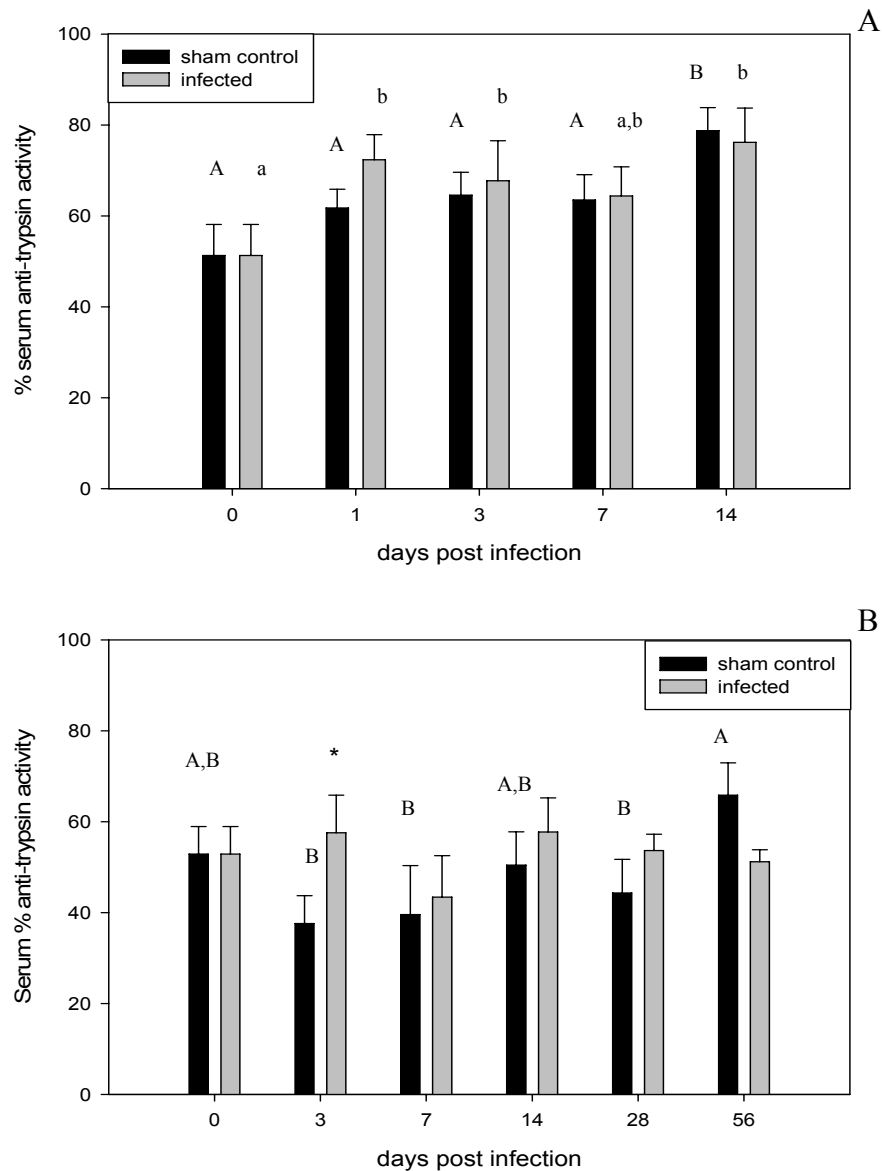 A
100
sham control
infected
b
b
B
b
80
A
A
A
a,b
A
a
60
40
20
0
% serum anti-trypsin activity
0 1 3 7 14
days post infection
B
100
sham control
infected
80
A,B
*
B
A,B
B
A
60
B
40
20
0
Serum % anti-trypsin activity
0 3 7 14 28 56
days post infection